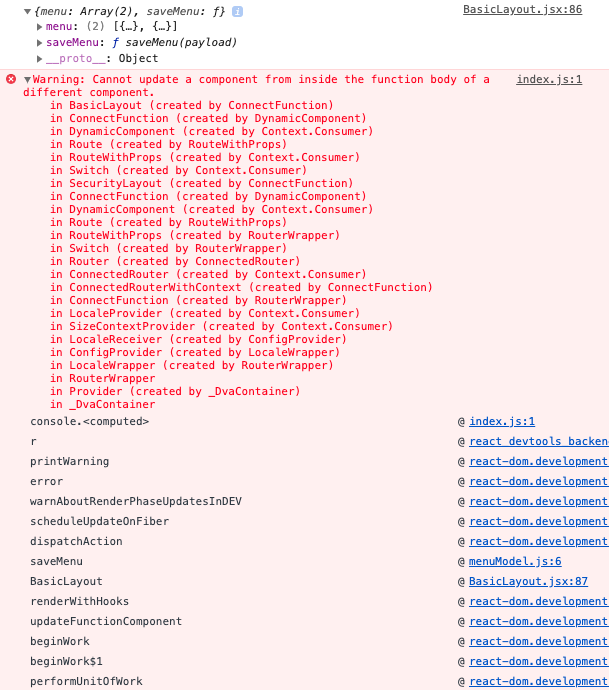 {menu: Array(2), saveMenu: ƒ} i BasicLayout.jsx:86
menu: (2) [{…}, {…}]
saveMenu: ƒ saveMenu(payload)
__proto__: Object
Warning: Cannot update a component from inside the function body of a index.js:1
different component.
in BasicLayout (created by ConnectFunction)
in ConnectFunction (created by DynamicComponent)
in DynamicComponent (created by Context.Consumer)
in Route (created by RouteWithProps)
in RouteWithProps (created by Context.Consumer)
in Switch (created by Context.Consumer)
in SecurityLayout (created by ConnectFunction)
in ConnectFunction (created by DynamicComponent)
in DynamicComponent (created by Context.Consumer)
in Route (created by RouteWithProps)
in RouteWithProps (created by RouterWrapper)
in Switch (created by RouterWrapper)
in Router (created by ConnectedRouter)
in ConnectedRouter (created by Context.Consumer)
in ConnectedRouterWithContext (created by ConnectFunction)
in ConnectFunction (created by RouterWrapper)
in LocaleProvider (created by Context.Consumer)
in SizeContextProvider (created by Context.Consumer)
in LocaleReceiver (created by ConfigProvider)
in ConfigProvider (created by LocaleWrapper)
in LocaleWrapper (created by RouterWrapper)
in RouterWrapper
in Provider (created by _DvaContainer)
in _DvaContainer
console.<computed> @ index.js:1
r @ react_devtools_backen
printWarning @ react-dom.development
error @ react-dom.development
warnAboutRenderPhaseUpdatesInDEV @ react-dom.development
scheduleUpdateOnFiber @ react-dom.development
dispatchAction @ react-dom.development
saveMenu @ menuModel.js:6
BasicLayout @ BasicLayout.jsx:87
renderWithHooks @ react-dom.development
updateFunctionComponent @ react-dom.development
beginWork @ react-dom.development
beginWork$1 @ react-dom.development
performUnitOfWork @ react-dom.development